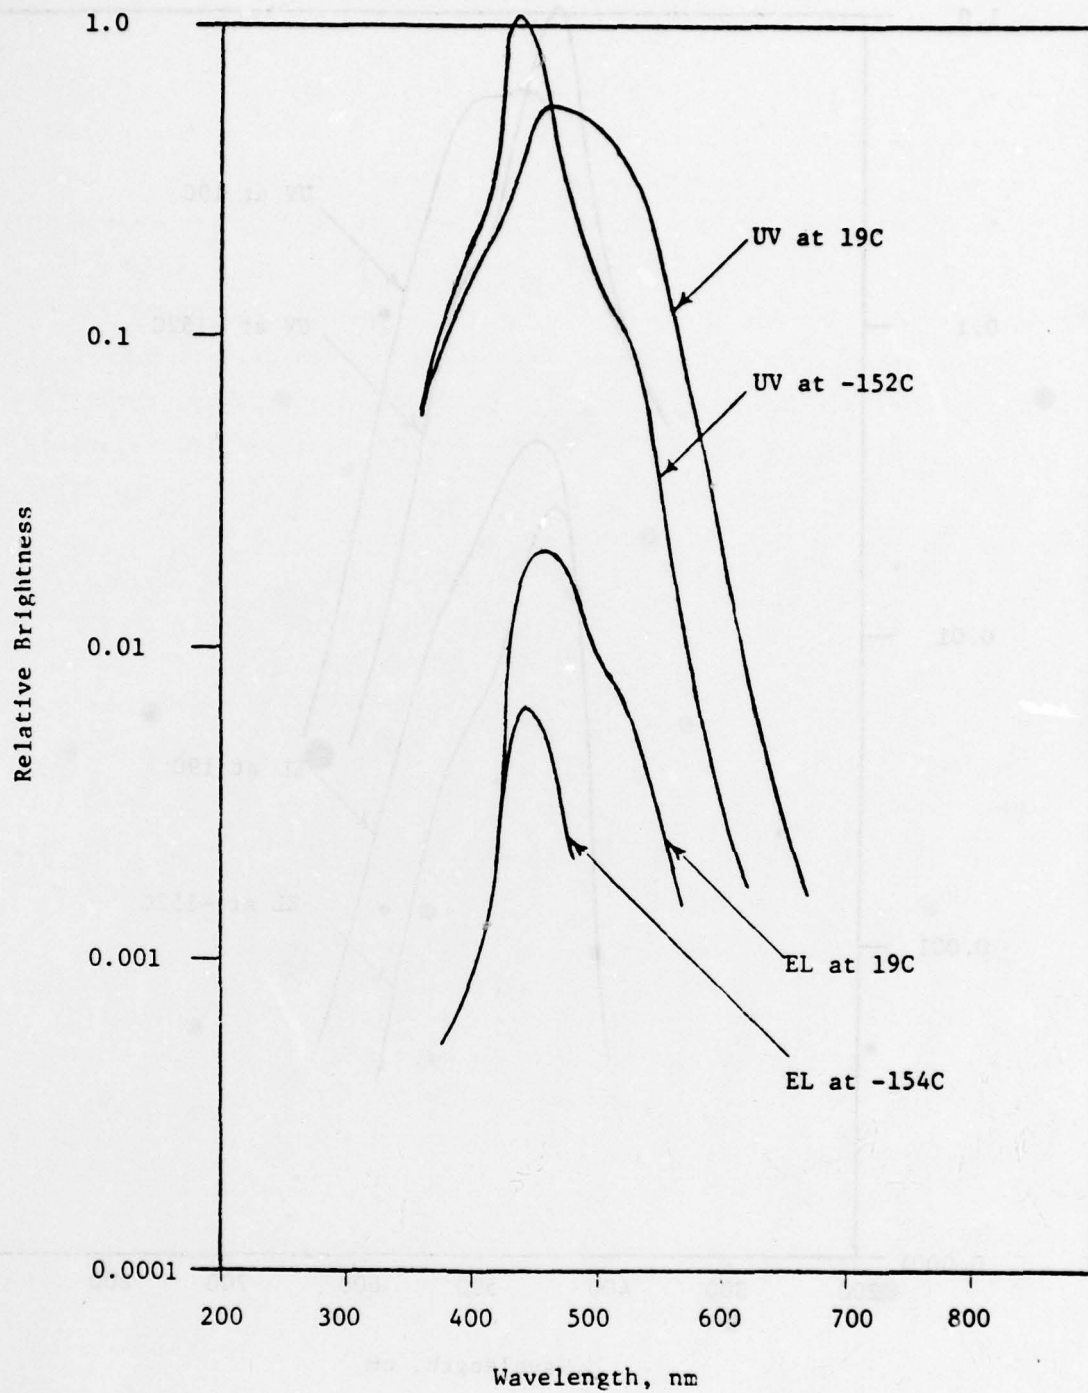 1.0
UV at 19C
0.1
UV at -152C
Relative Brightness
0.01
0.001
EL at 19C
EL at -154C
0.0001
200 300 400 500 600 700 800
Wavelength, nm